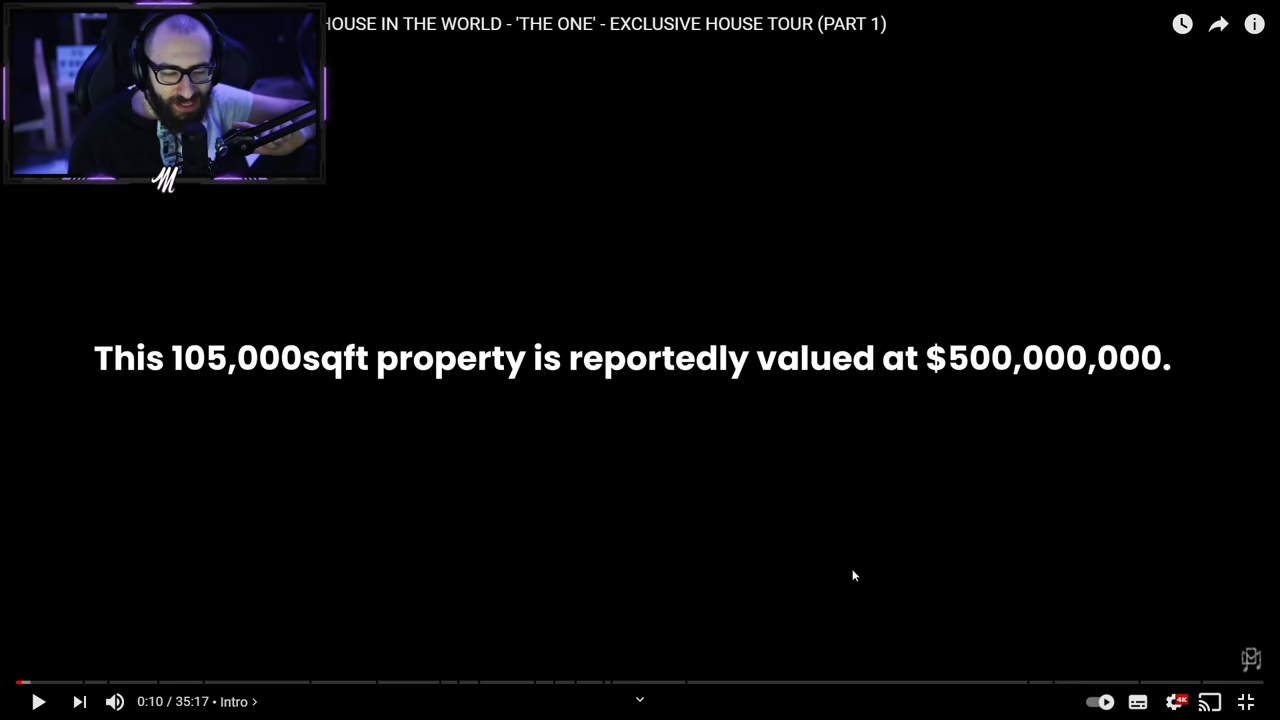 HOUSE IN THE WORLD - 'THE ONE' - EXCLUSIVE HOUSE TOUR (PART 1)
This 105,000sqft property is reportedly valued at $500,000,000.
0:10 / 35:17 • Intro >
4K